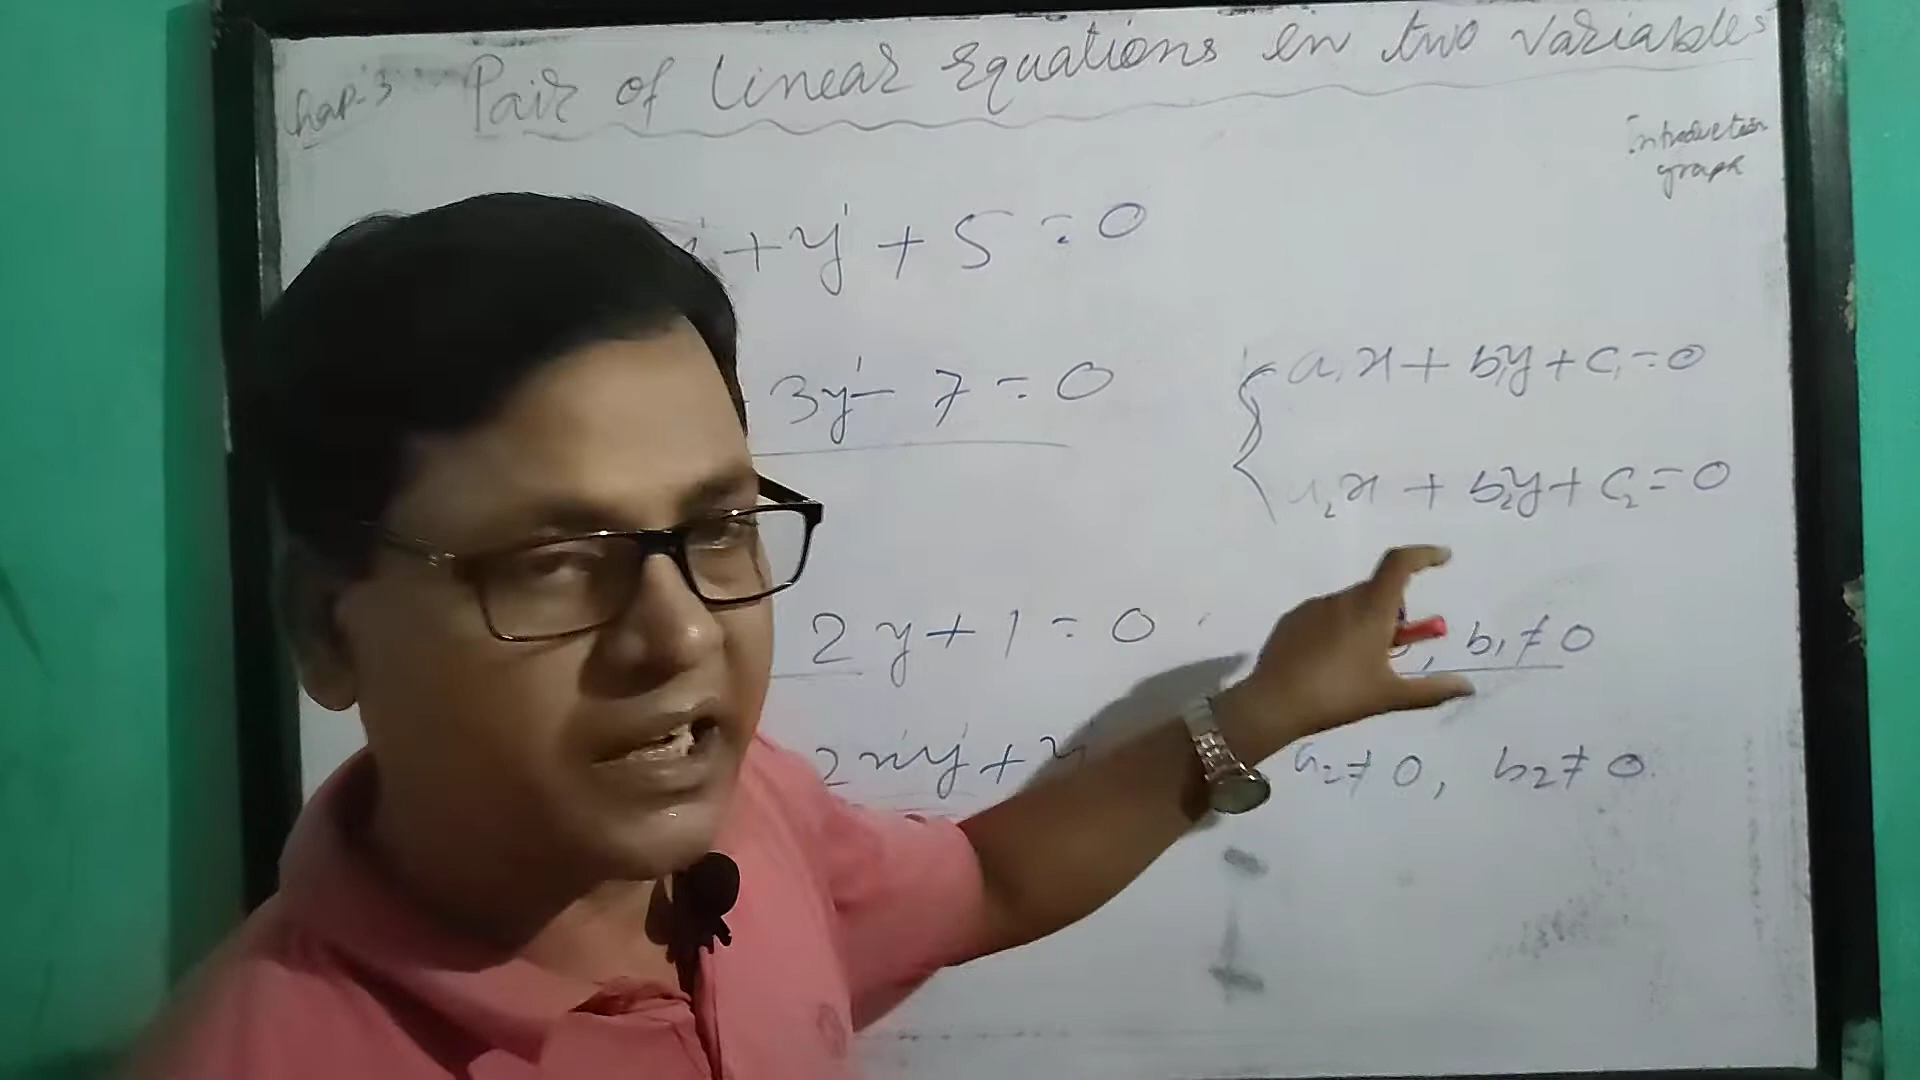 Chap-3 Pair of Linear Equations in two variables
Introduction
graph
+ y + 5 = 0
3y - 7 = 0
a₁x + b₁y + c₁ = 0
a₂x + b₂y + c₂ = 0
2y + 1 = 0
, b₁ ≠ 0
2xy +
a₂ ≠ 0, b₂ ≠ 0